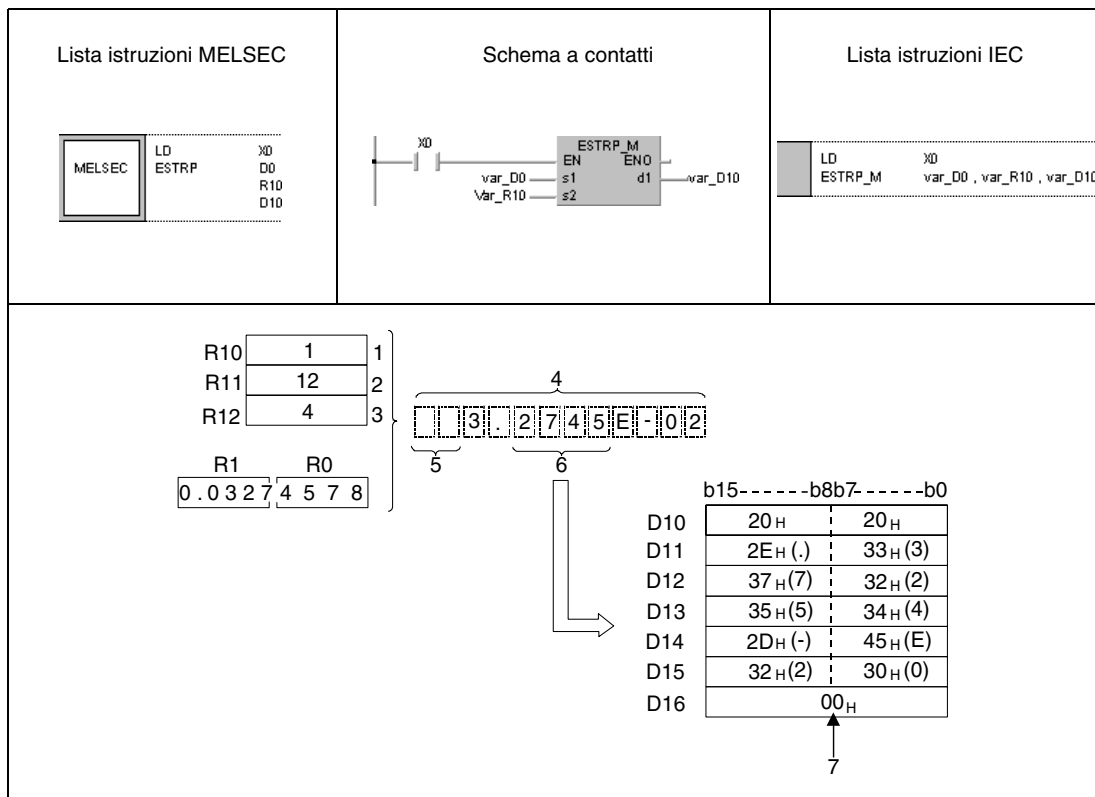 Lista istruzioni MELSEC
Schema a contatti
Lista istruzioni IEC
MELSEC
LD X0
ESTRP D0
R10
D10
X0
ESTRP_M
EN ENO
var_D0 s1 d1 var_D10
Var_R10 s2
LD X0
ESTRP_M var_D0 , var_R10 , var_D10
R10 1 1
R11 12 2
R12 4 3
4
3 . 2 7 4 5 E - 0 2
5 6
R1 R0
0 . 0 3 2 7 4 5 7 8
b15------b8b7------b0
D10 20H 20H
D11 2EH (.) 33H (3)
D12 37H (7) 32H (2)
D13 35H (5) 34H (4)
D14 2DH (-) 45H (E)
D15 32H (2) 30H (0)
D16 00H
7